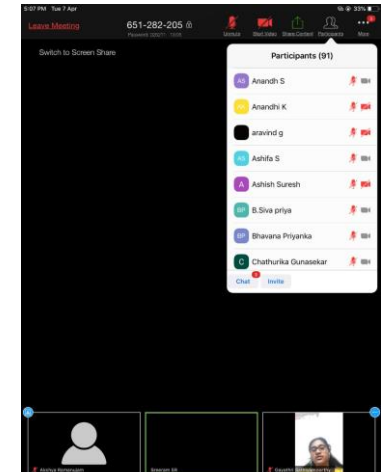 5:07 PM Tue 7 Apr
33%
Leave Meeting
651-282-205
Unmute
Start Video
Share Content
Participants
More
Switch to Screen Share
Participants (91)
AS Anandh S
Anandhi K
aravind g
AS Ashifa S
A Ashish Suresh
BP B.Siva priya
BP Bhavana Priyanka
C Chathurika Gunasekar
Chat
Invite